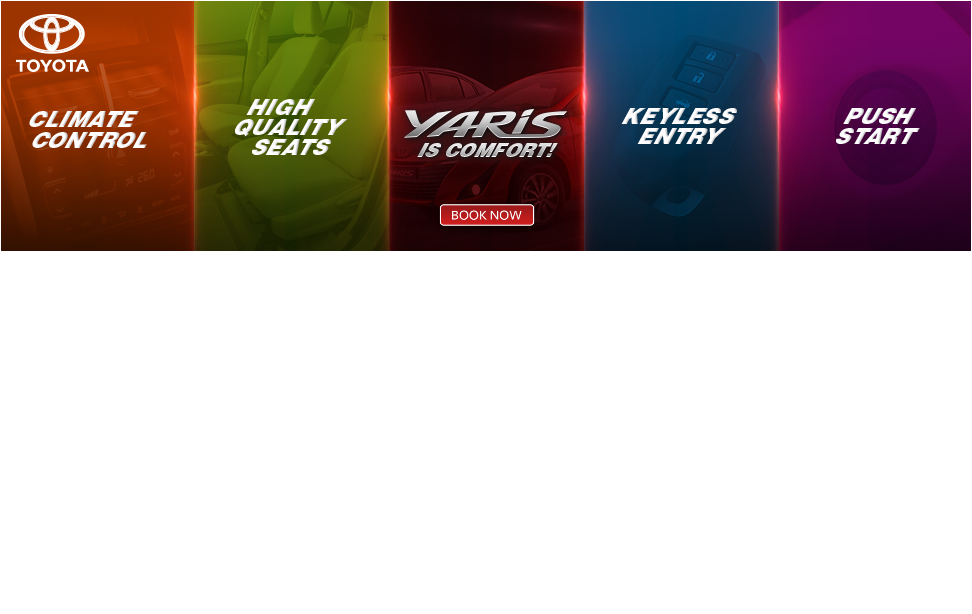 TOYOTA
CLIMATE
CONTROL
HIGH
QUALITY
SEATS
YARiS
IS COMFORT!
BOOK NOW
KEYLESS
ENTRY
PUSH
START